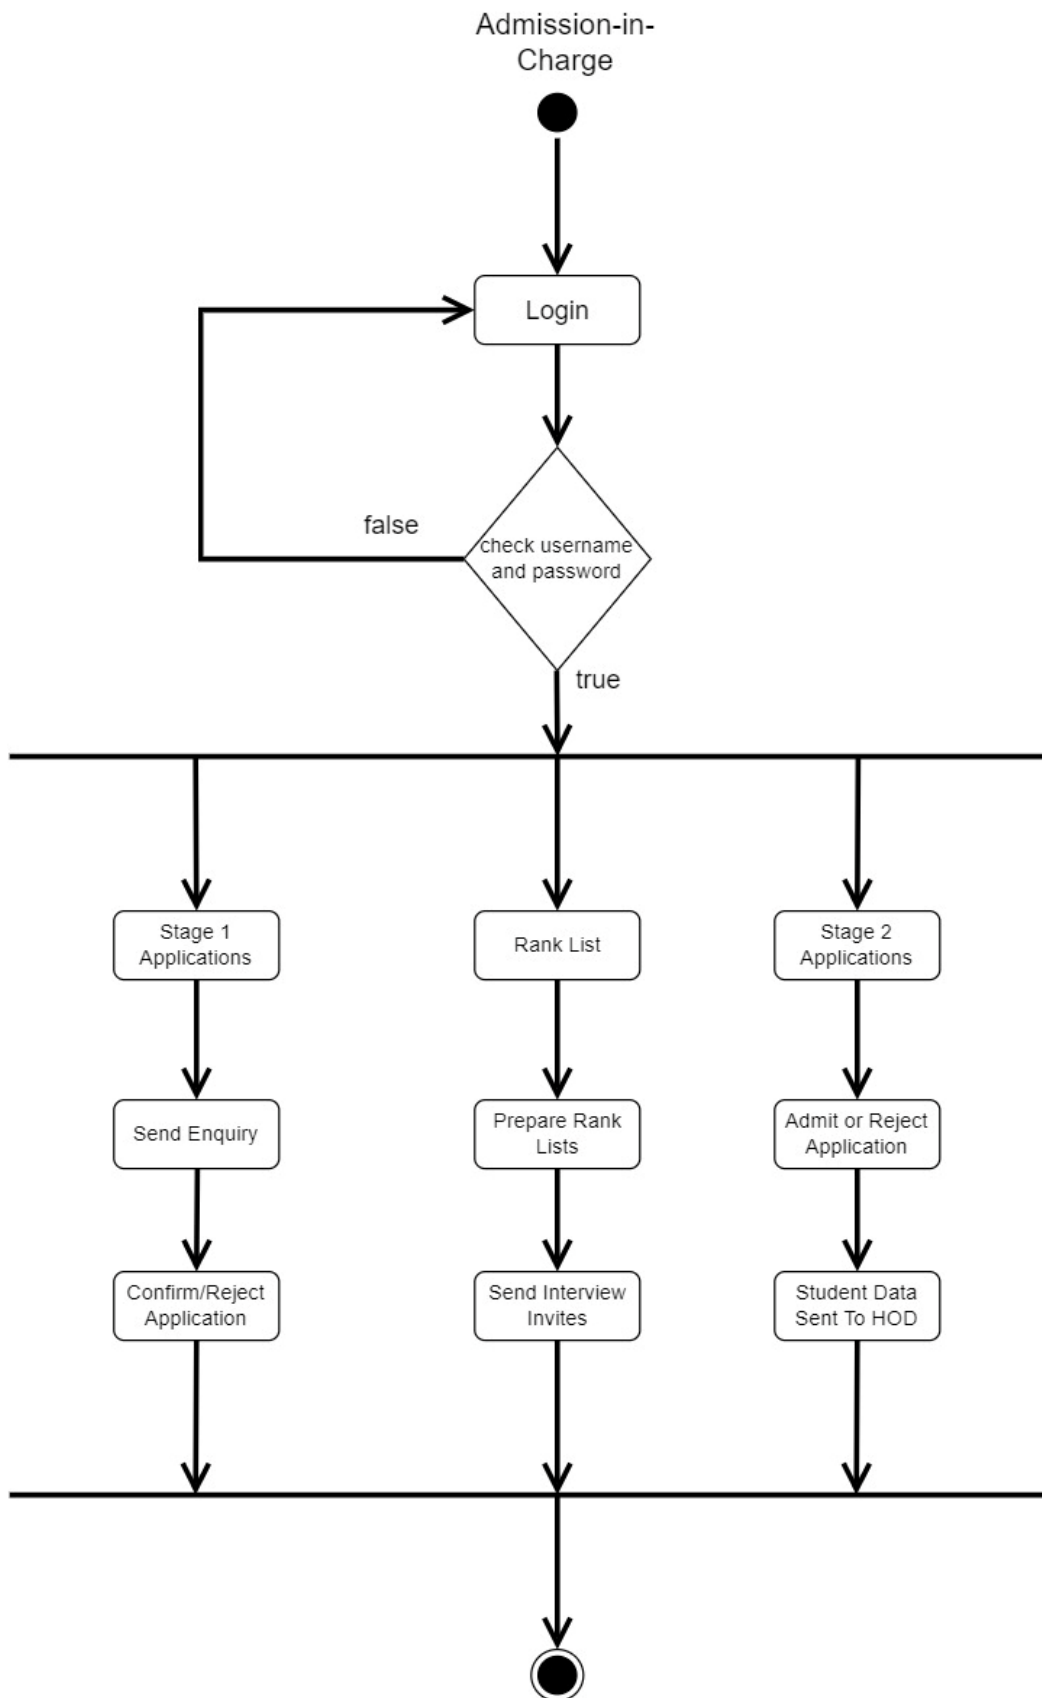 Admission-in-
Charge
Login
false
check username
and password
true
Stage 1
Applications
Rank List
Stage 2
Applications
Send Enquiry
Prepare Rank
Lists
Admit or Reject
Application
Confirm/Reject
Application
Send Interview
Invites
Student Data
Sent To HOD